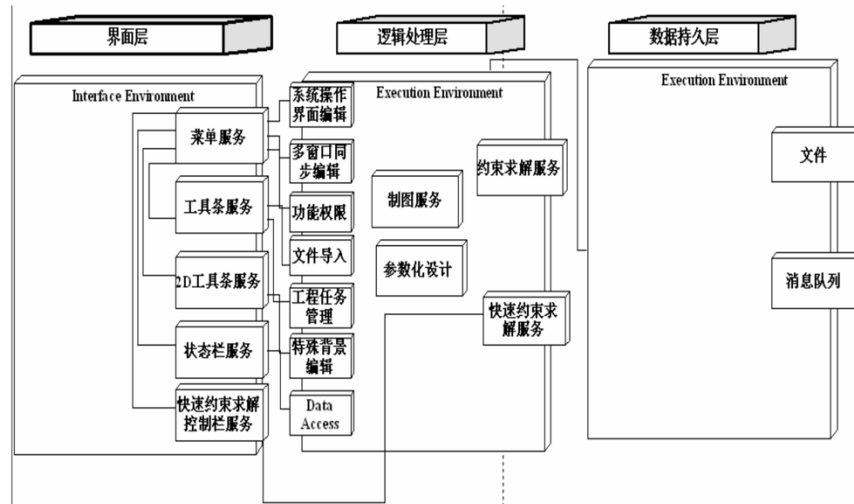 界面层
逻辑处理层
数据持久层
Interface Environment
菜单服务
工具条服务
2D工具条服务
状态栏服务
快速约束求解
控制栏服务
Execution Environment
系统操作
界面编辑
多窗口同
步编辑
功能权限
文件导入
工程任务
管理
特殊背景
编辑
Data
Access
制图服务
参数化设计
约束求解服务
快速约束求
解服务
Execution Environment
文件
消息队列